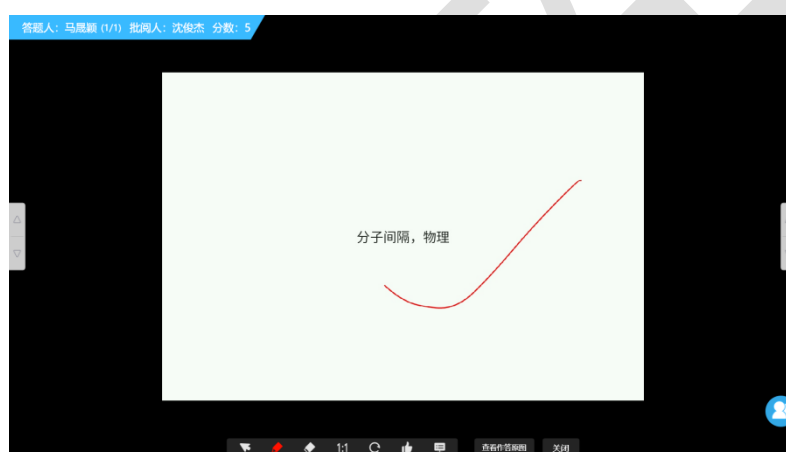 答题人：马晟颖 (1/1) 批阅人：沈俊杰 分数：5
分子间隔，物理
1:1
查看作答原图
关闭